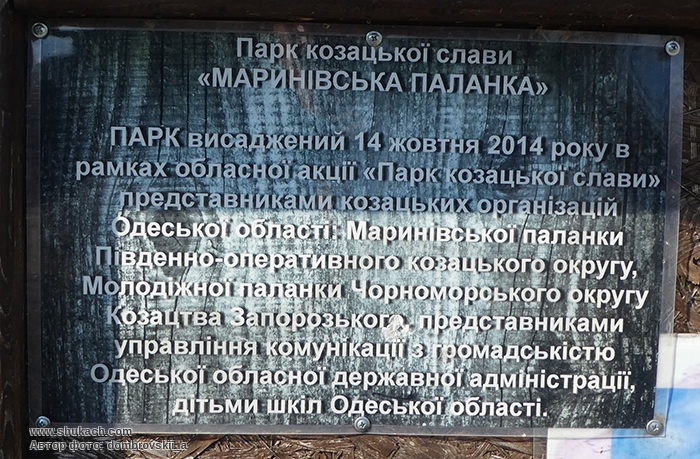 Парк козацької слави
«МАРИНІВСЬКА ПАЛАНКА»
ПАРК висаджений 14 жовтня 2014 року в
рамках обласної акції «Парк козацької слави»
представниками козацьких організацій
Одеської області: Маринівської паланки
Південно-оперативного козацького округу,
Молодіжної паланки Чорноморського округу
Козацтва Запорозького, представниками
управління комунікації з громадськістю
Одеської обласної державної адміністрації,
дітьми шкіл Одеської області.
www.shukach.com
Автор фото: dombrovskii_a